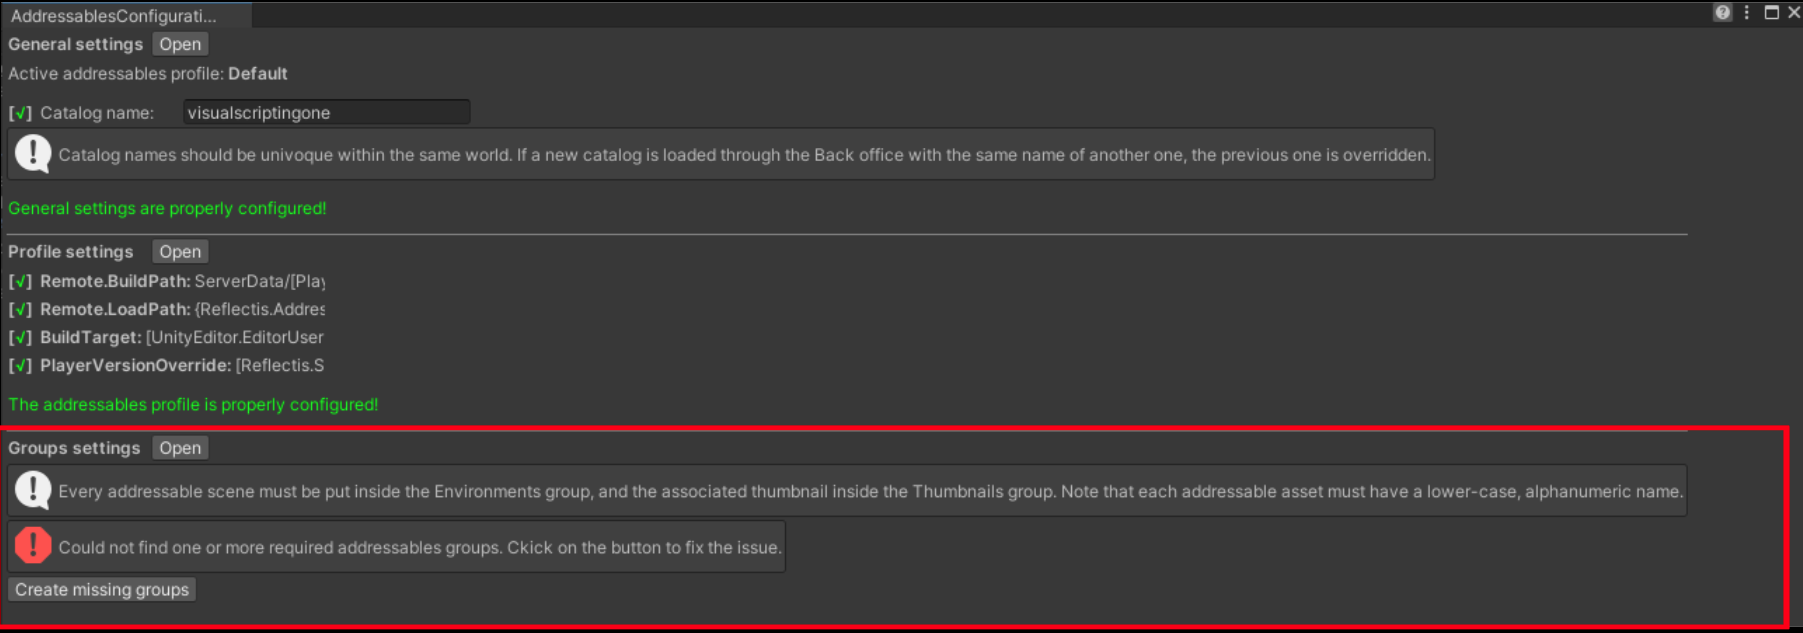 AddressablesConfigurati...
General settings Open
Active addressables profile: Default
[√] Catalog name: visualscriptingone
Catalog names should be univoque within the same world. If a new catalog is loaded through the Back office with the same name of another one, the previous one is overridden.
General settings are properly configured!
Profile settings Open
[√] Remote.BuildPath: ServerData/[Play
[√] Remote.LoadPath: {Reflectis.Addres
[√] BuildTarget: [UnityEditor.EditorUser
[√] PlayerVersionOverride: [Reflectis.S
The addressables profile is properly configured!
Groups settings Open
Every addressable scene must be put inside the Environments group, and the associated thumbnail inside the Thumbnails group. Note that each addressable asset must have a lower-case, alphanumeric name.
Could not find one or more required addressables groups. Ckick on the button to fix the issue.
Create missing groups